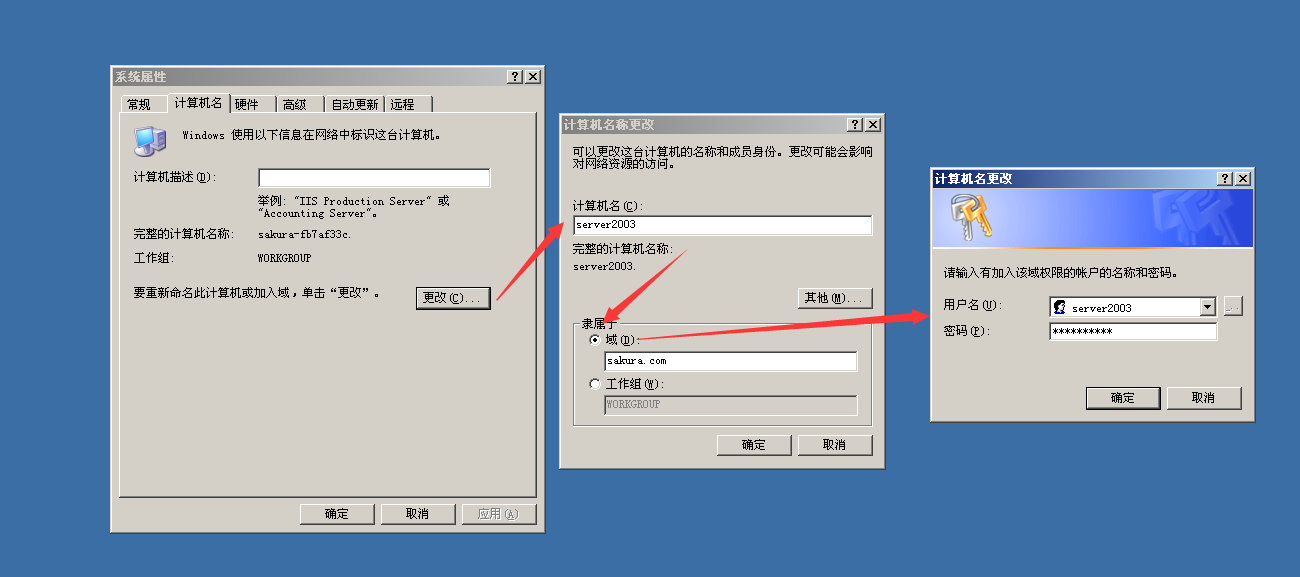 系统属性
常规 计算机名 硬件 高级 自动更新 远程
Windows 使用以下信息在网络中标识这台计算机。
计算机描述(D):
举例: "IIS Production Server" 或
"Accounting Server"。
完整的计算机名称: sakura-fb7af33c.
工作组: WORKGROUP
要重新命名此计算机或加入域，单击“更改”。
更改(C)...
确定 取消 应用(A)
计算机名称更改
可以更改这台计算机的名称和成员身份。更改可能会影响
对网络资源的访问。
计算机名(C):
server2003
完整的计算机名称:
server2003.
其他(M)...
隶属于
域(D):
sakura.com
工作组(W):
WORKGROUP
确定 取消
计算机名更改
请输入有加入该域权限的帐户的名称和密码。
用户名(U): server2003 ...
密码(P): **********
确定 取消